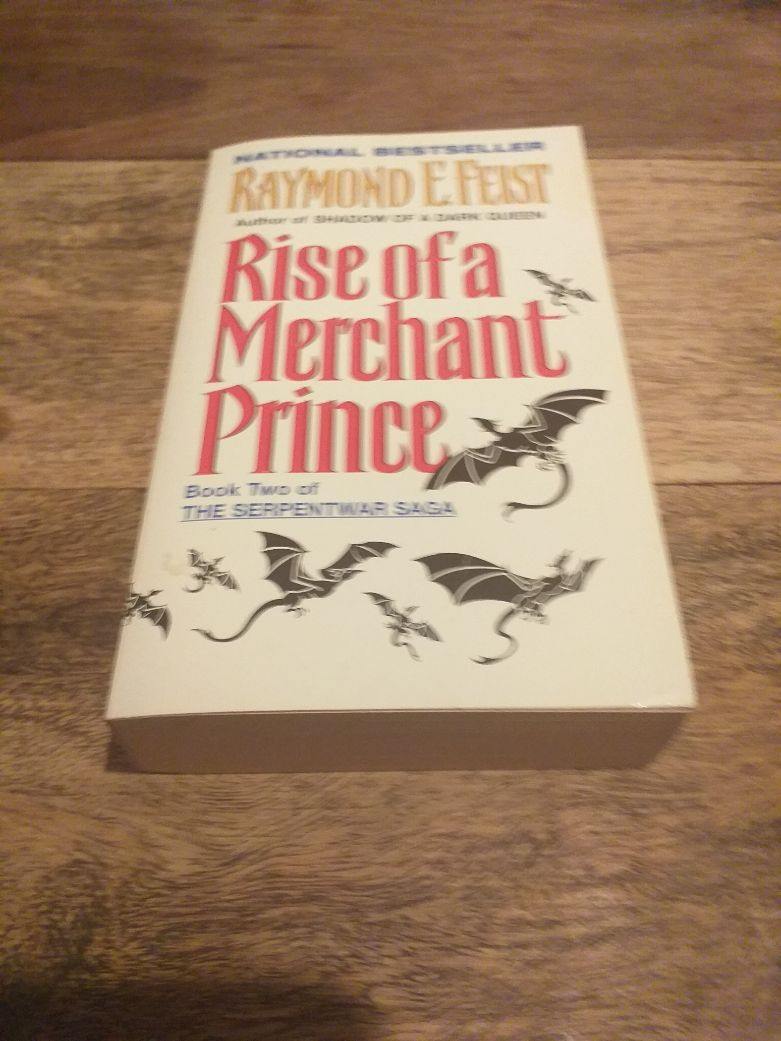 NATIONAL BESTSELLER
RAYMOND E. FEIST
Author of SHADOW OF A DARK QUEEN
Rise of a
Merchant
Prince
Book Two of
THE SERPENTWAR SAGA